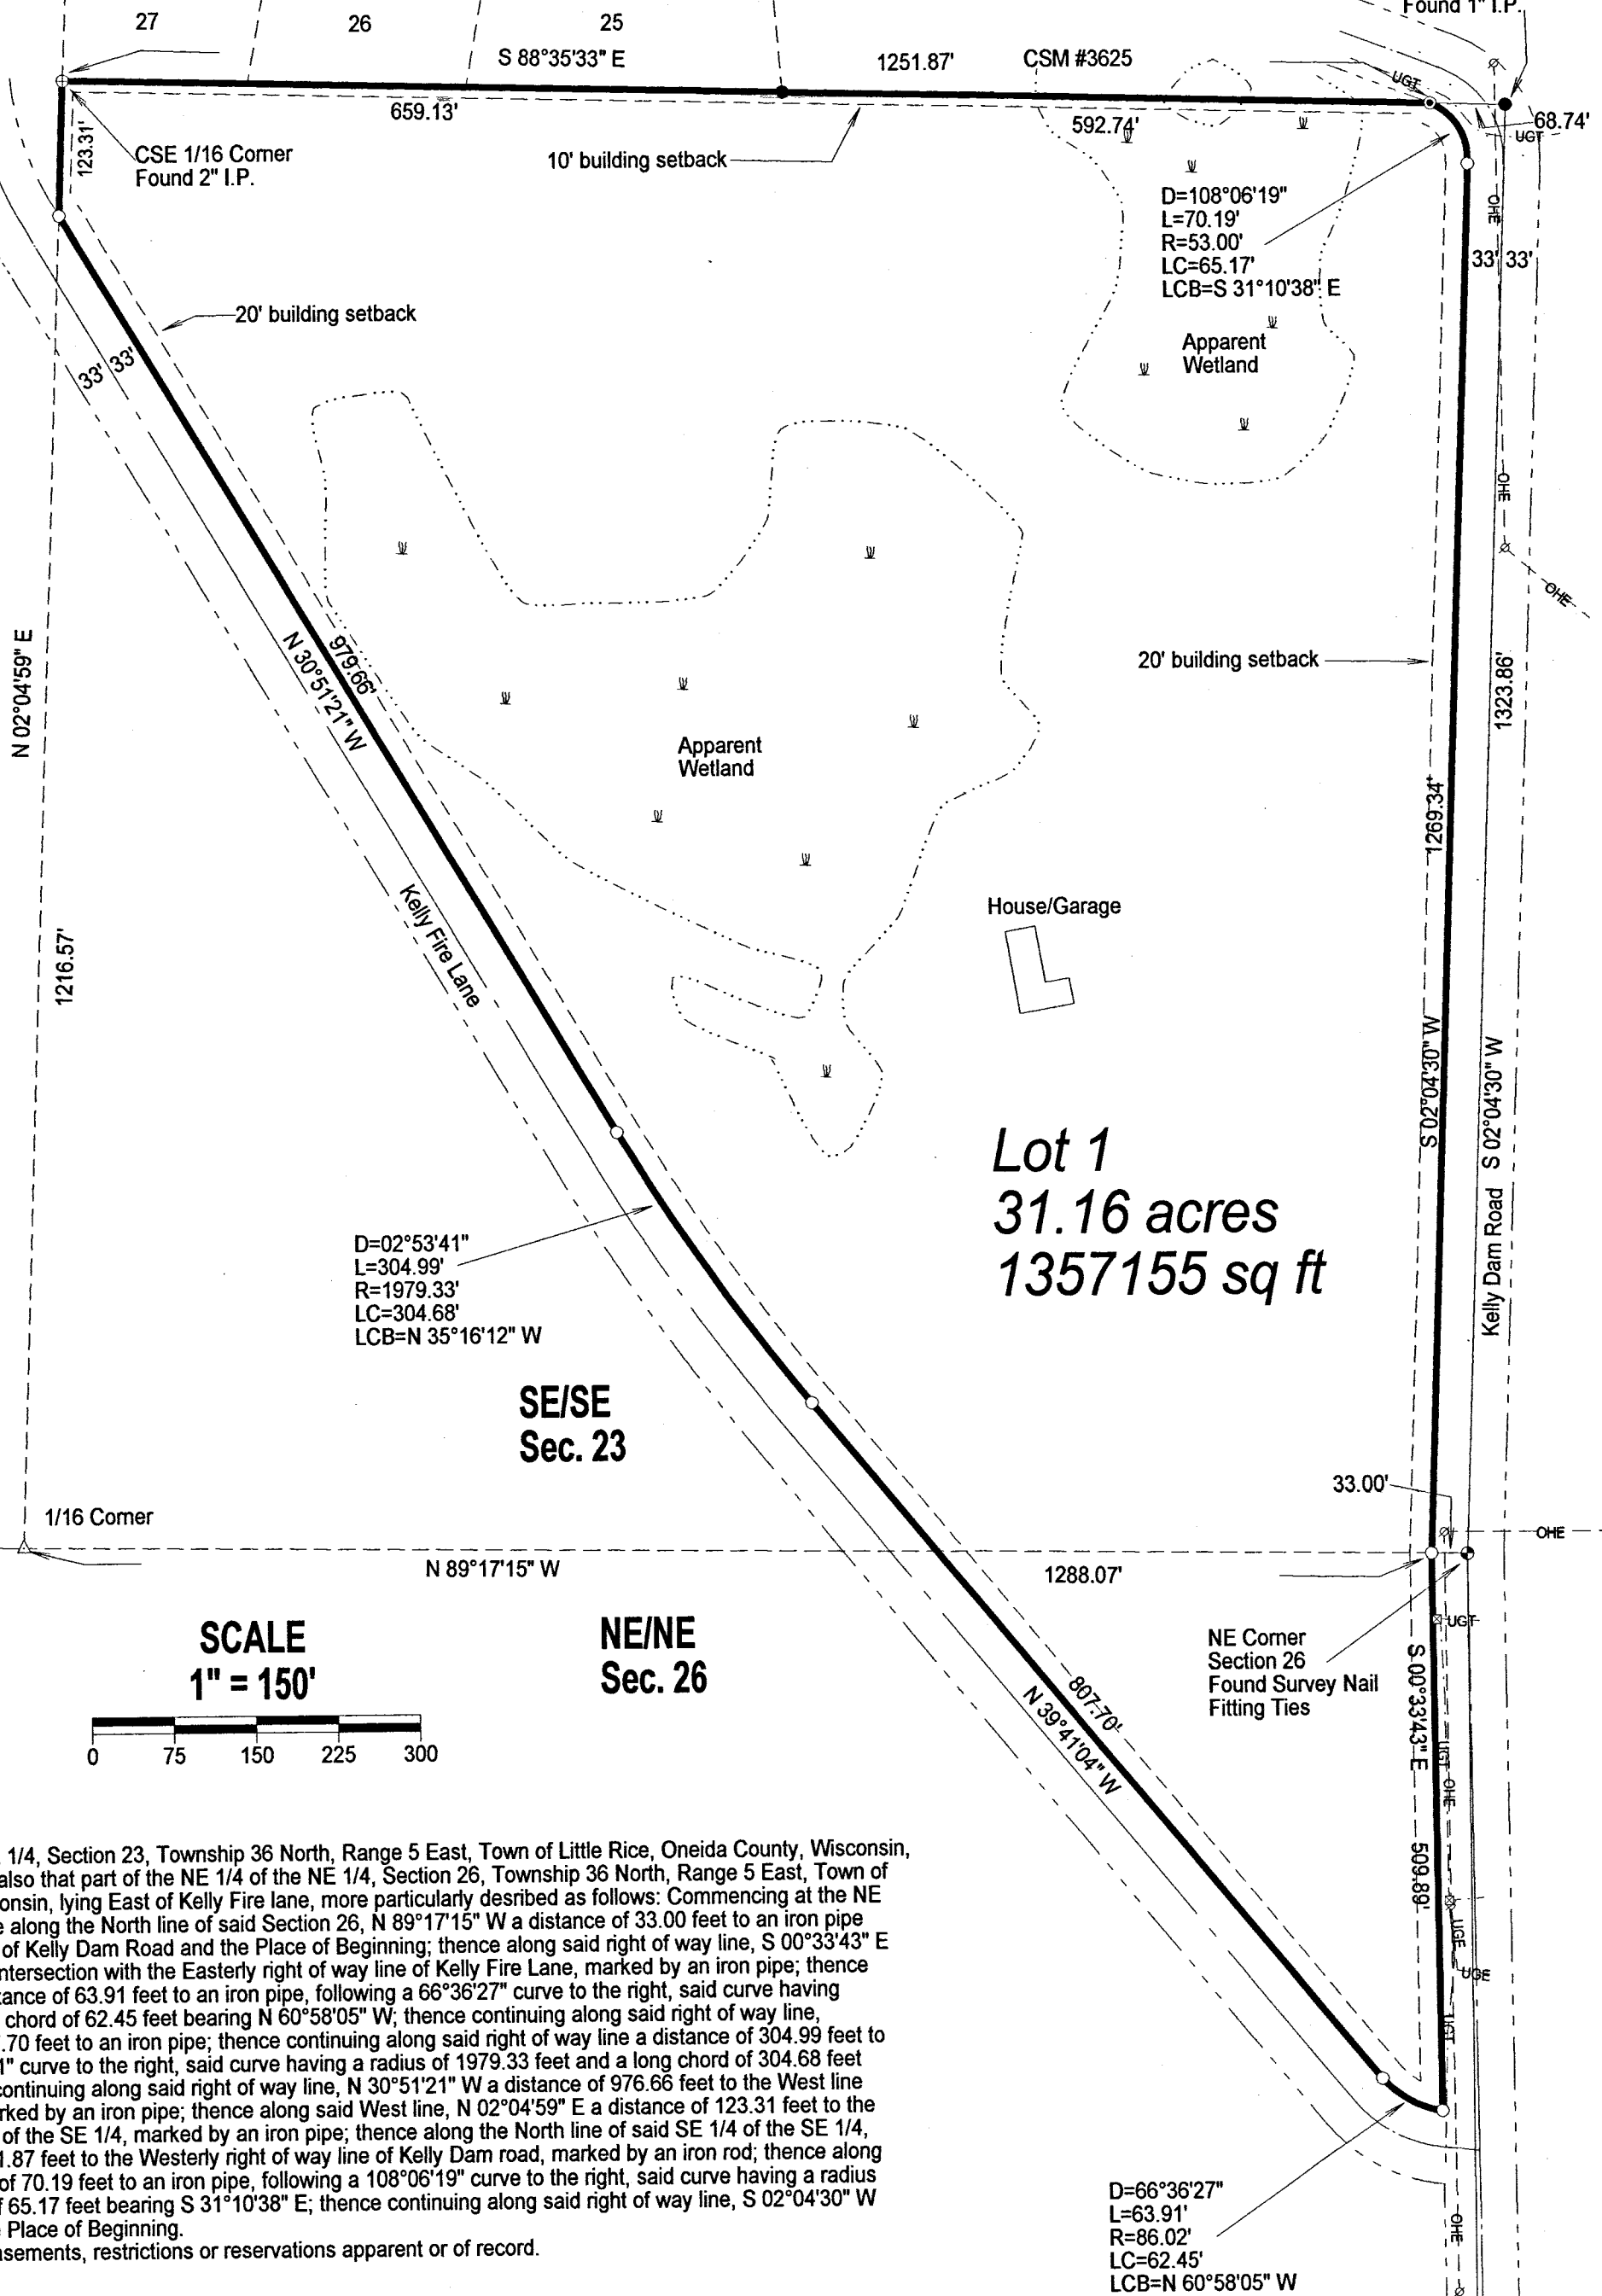 Found 1" I.P.
27
26
25
S 88°35'33" E
1251.87'
CSM #3625
UGT
659.13'
592.74'
68.74'
UGT
123.31'
CSE 1/16 Corner
Found 2" I.P.
10' building setback
D=108°06'19"
L=70.19'
R=53.00'
LC=65.17'
LCB=S 31°10'38" E
OHE
33' 33'
20' building setback
33' 33'
Apparent
Wetland
OHE
OHE
N 02°04'59" E
979.66'
N 30°51'21" W
20' building setback
1323.86'
Apparent
Wetland
1269.34'
Kelly Fire Lane
House/Garage
1216.57'
S 02°04'30" W
Kelly Dam Road S 02°04'30" W
Lot 1
31.16 acres
1357155 sq ft
D=02°53'41"
L=304.99'
R=1979.33'
LC=304.68'
LCB=N 35°16'12" W
SE/SE
Sec. 23
33.00'
1/16 Corner
OHE
N 89°17'15" W
1288.07'
SCALE
1" = 150'
0 75 150 225 300
NE/NE
Sec. 26
NE Corner
Section 26
Found Survey Nail
Fitting Ties
UGT
S 00°33'43" E
807.70'
N 39°41'04" W
UGT
OHE
509.89'
UGE
UGE
UGT
1/4, Section 23, Township 36 North, Range 5 East, Town of Little Rice, Oneida County, Wisconsin,
also that part of the NE 1/4 of the NE 1/4, Section 26, Township 36 North, Range 5 East, Town of
onsin, lying East of Kelly Fire lane, more particularly desribed as follows: Commencing at the NE
e along the North line of said Section 26, N 89°17'15" W a distance of 33.00 feet to an iron pipe
of Kelly Dam Road and the Place of Beginning; thence along said right of way line, S 00°33'43" E
ntersection with the Easterly right of way line of Kelly Fire Lane, marked by an iron pipe; thence
ance of 63.91 feet to an iron pipe, following a 66°36'27" curve to the right, said curve having
chord of 62.45 feet bearing N 60°58'05" W; thence continuing along said right of way line,
.70 feet to an iron pipe; thence continuing along said right of way line a distance of 304.99 feet to
1" curve to the right, said curve having a radius of 1979.33 feet and a long chord of 304.68 feet
continuing along said right of way line, N 30°51'21" W a distance of 976.66 feet to the West line
rked by an iron pipe; thence along said West line, N 02°04'59" E a distance of 123.31 feet to the
of the SE 1/4, marked by an iron pipe; thence along the North line of said SE 1/4 of the SE 1/4,
1.87 feet to the Westerly right of way line of Kelly Dam road, marked by an iron rod; thence along
of 70.19 feet to an iron pipe, following a 108°06'19" curve to the right, said curve having a radius
f 65.17 feet bearing S 31°10'38" E; thence continuing along said right of way line, S 02°04'30" W
Place of Beginning.
asements, restrictions or reservations apparent or of record.
D=66°36'27"
L=63.91'
R=86.02'
LC=62.45'
LCB=N 60°58'05" W
OHE